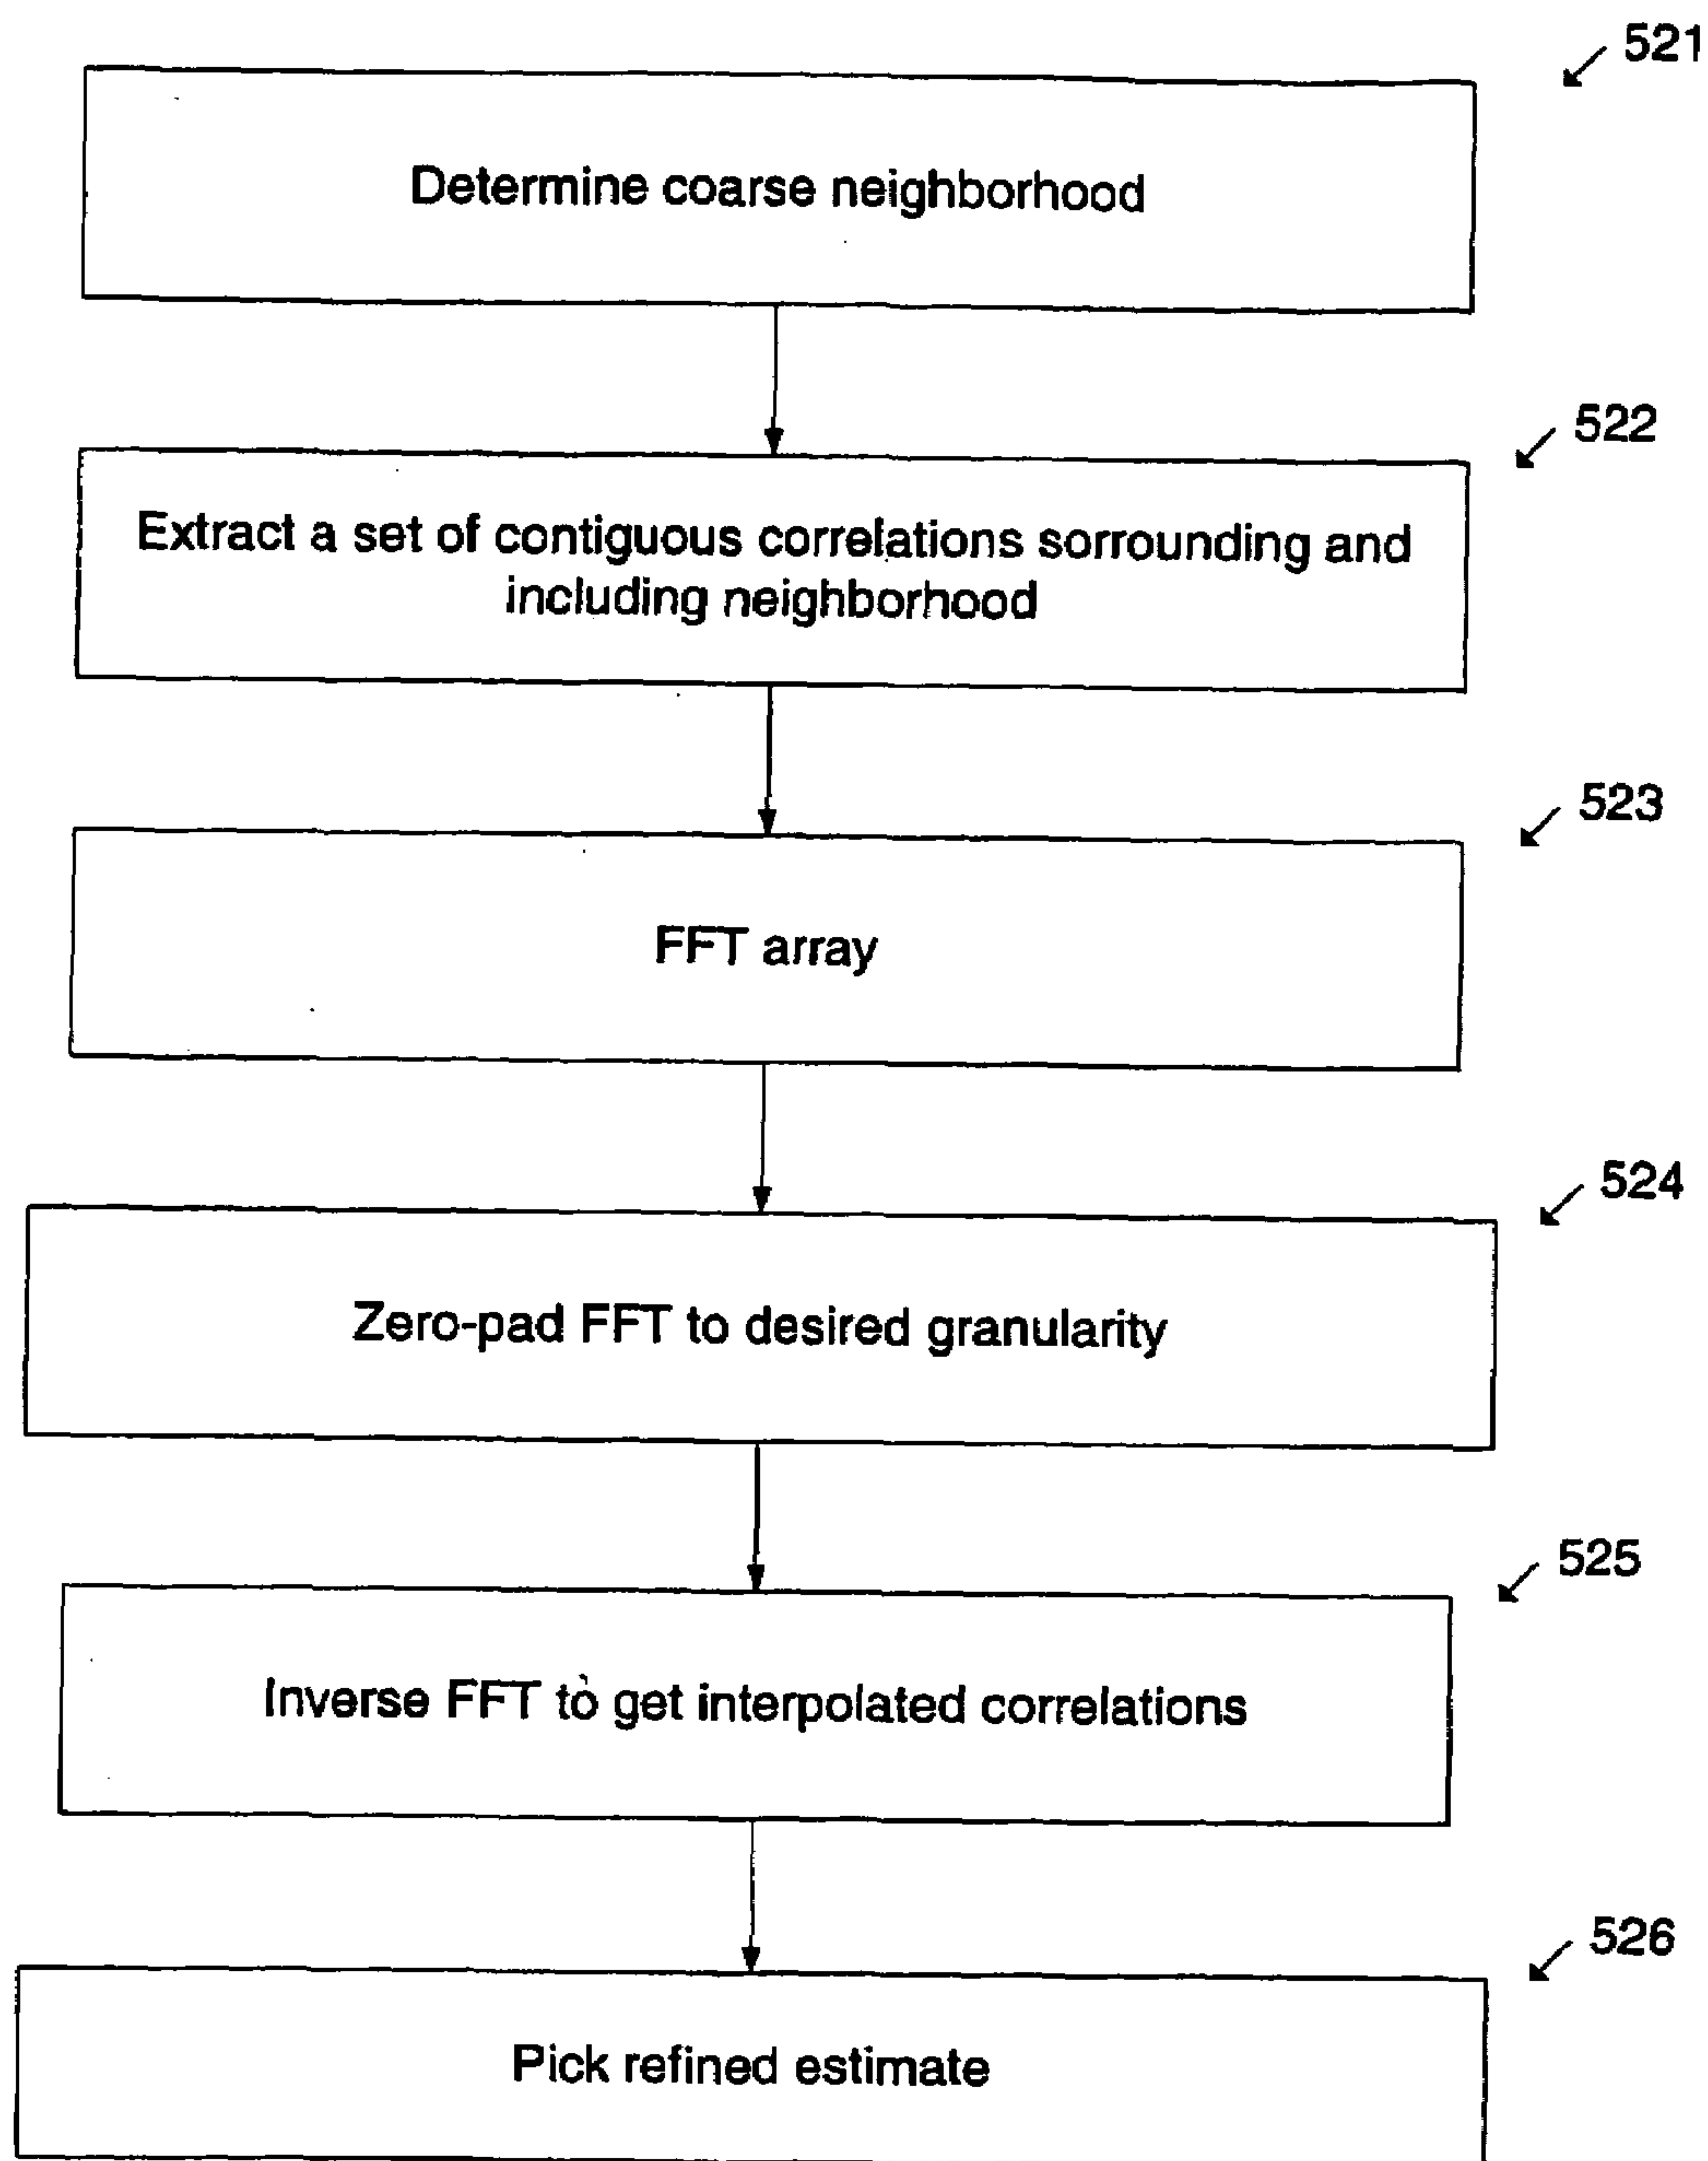 521
Determine coarse neighborhood
522
Extract a set of contiguous correlations sorrounding and
including neighborhood
523
FFT array
524
Zero-pad FFT to desired granularity
525
Inverse FFT to get interpolated correlations
526
Pick refined estimate